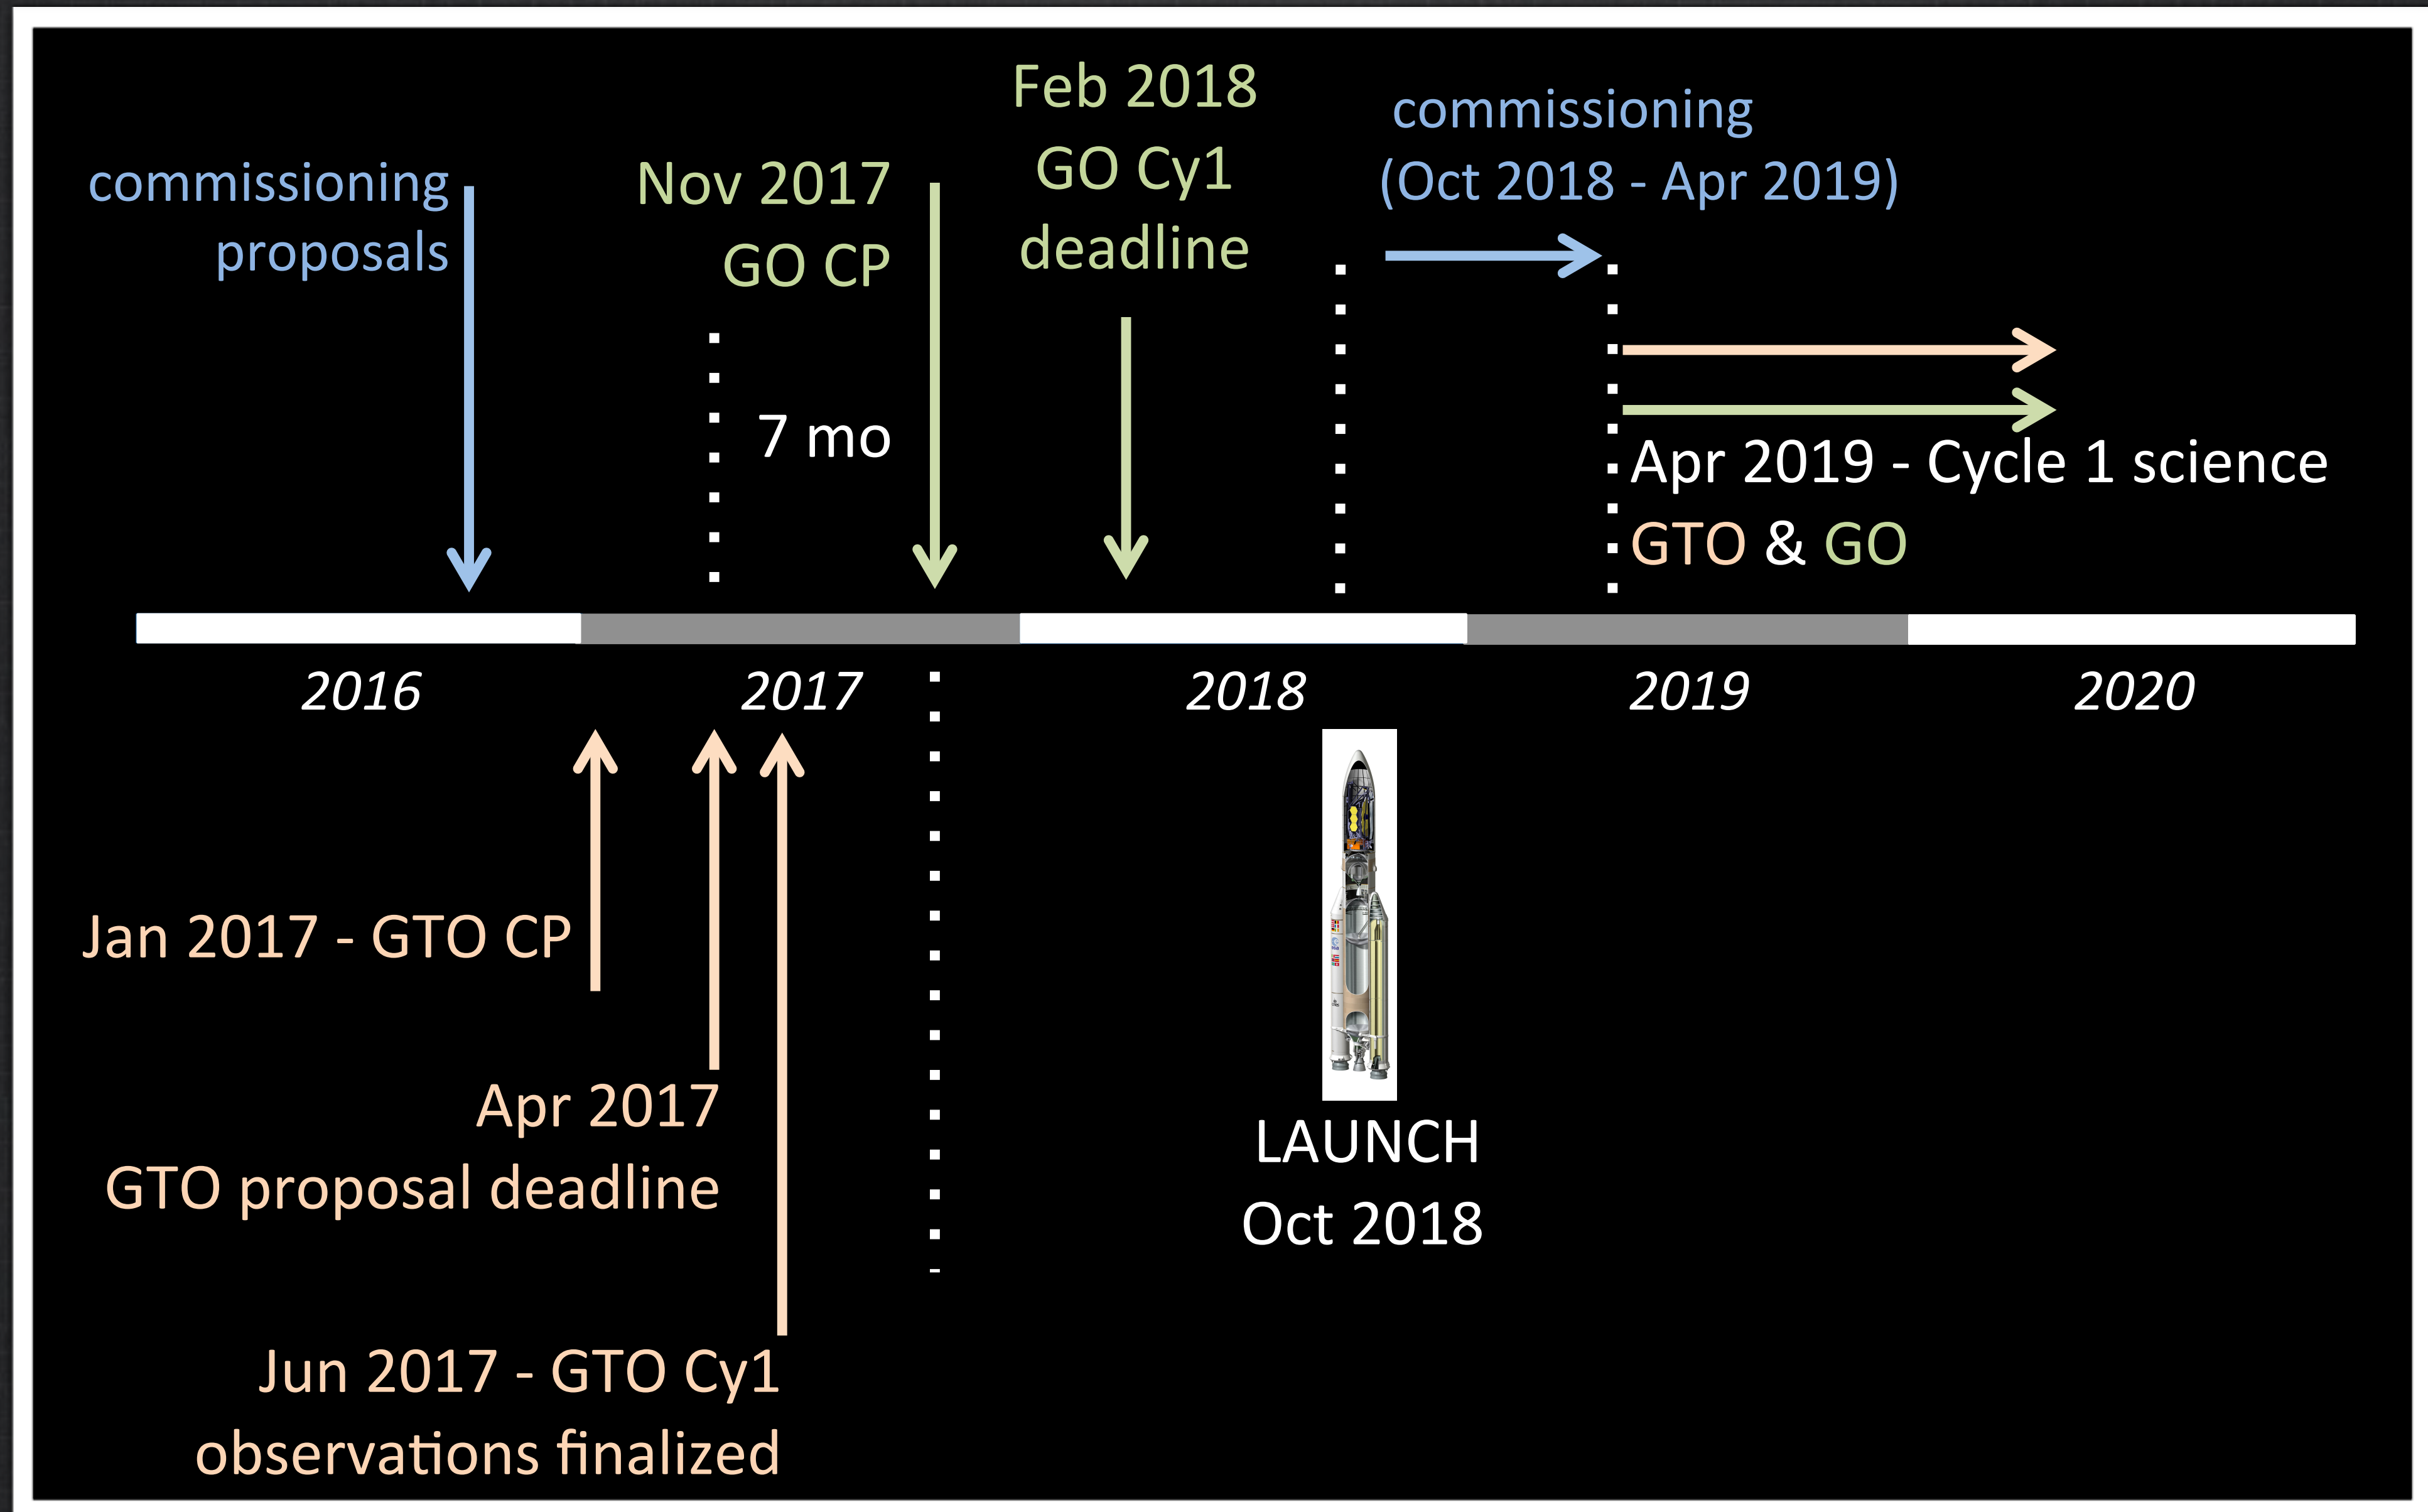 commissioning
proposals
Nov 2017
GO CP
Feb 2018
GO Cy1
deadline
commissioning
(Oct 2018 - Apr 2019)
7 mo
Apr 2019 - Cycle 1 science
GTO & GO
2016
2017
2018
2019
2020
Jan 2017 - GTO CP
Apr 2017
GTO proposal deadline
Jun 2017 - GTO Cy1
observations finalized
LAUNCH
Oct 2018